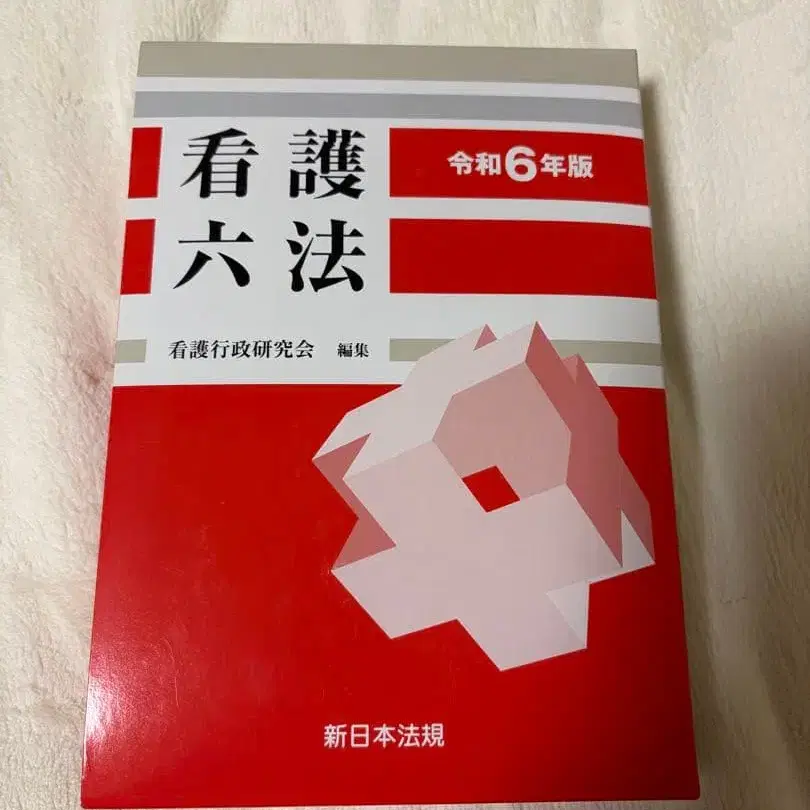 看護
六法
令和6年版
看護行政研究会 編集
新日本法規